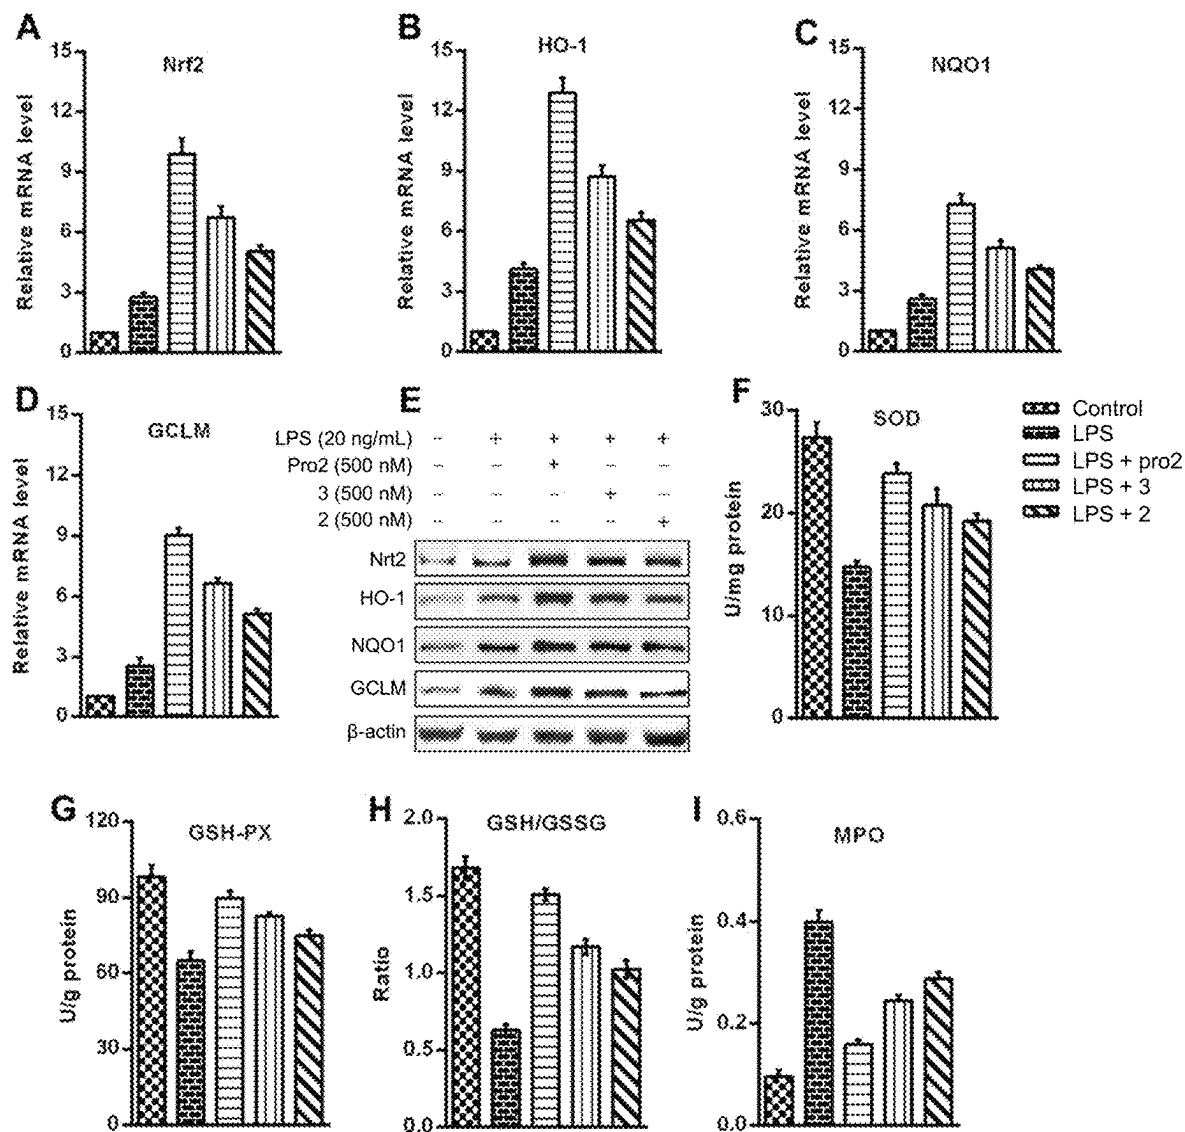 A
Nrf2
Relative mRNA level
15
12
9
6
3
0
B
HO-1
Relative mRNA level
15
12
9
6
3
0
C
NQO1
Relative mRNA level
15
12
9
6
3
0
D
GCLM
Relative mRNA level
15
12
9
6
3
0
E
LPS (20 ng/mL) - + + + +
Pro2 (500 nM) - - + - -
3 (500 nM) - - - + -
2 (500 nM) - - - - +
Nrt2
HO-1
NQO1
GCLM
β-actin
F
SOD
U/mg protein
30
20
10
0
Control
LPS
LPS + pro2
LPS + 3
LPS + 2
G
GSH-PX
U/g protein
120
90
60
30
0
H
GSH/GSSG
Ratio
2.0
1.5
1.0
0.5
0.0
I
MPO
U/g protein
0.6
0.4
0.2
0.0